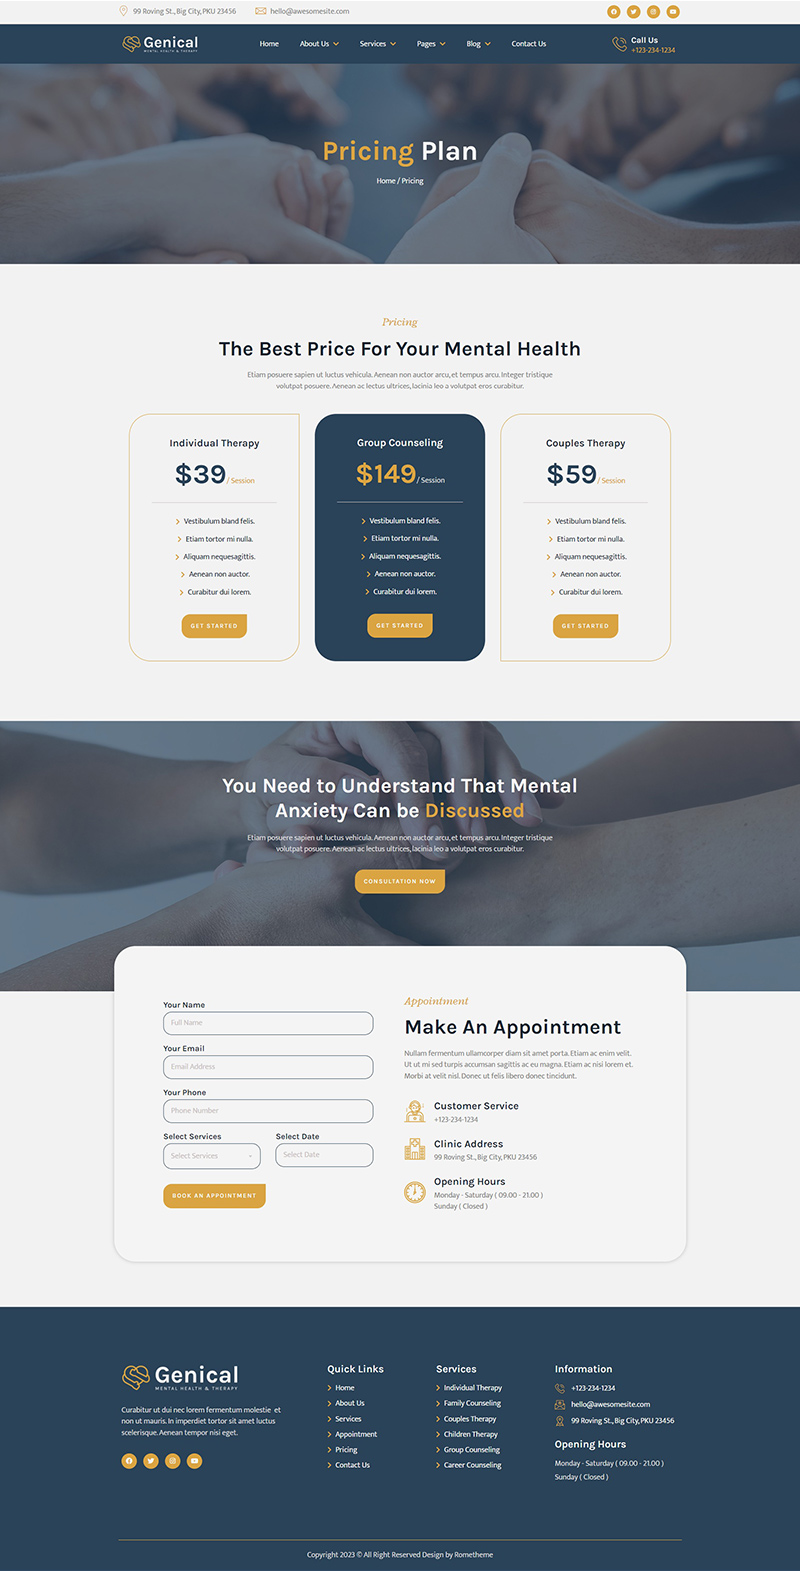 99 Roving St., Big City, PKU 23456
hello@awesomesite.com
Genical
MENTAL HEALTH & THERAPY
Home
About Us
Services
Pages
Blog
Contact Us
Call Us
+123-234-1234
Pricing Plan
Home / Pricing
Pricing
The Best Price For Your Mental Health
Etiam posuere sapien ut luctus vehicula. Aenean non auctor arcu, et tempus arcu. Integer tristique
volutpat posuere. Aenean ac lectus ultrices, lacinia leo a volutpat eros curabitur.
Individual Therapy
$39 / Session
Vestibulum bland felis.
Etiam tortor mi nulla.
Aliquam nequesagittis.
Aenean non auctor.
Curabitur dui lorem.
GET STARTED
Group Counseling
$149 / Session
Vestibulum bland felis.
Etiam tortor mi nulla.
Aliquam nequesagittis.
Aenean non auctor.
Curabitur dui lorem.
GET STARTED
Couples Therapy
$59 / Session
Vestibulum bland felis.
Etiam tortor mi nulla.
Aliquam nequesagittis.
Aenean non auctor.
Curabitur dui lorem.
GET STARTED
You Need to Understand That Mental
Anxiety Can be Discussed
Etiam posuere sapien ut luctus vehicula. Aenean non auctor arcu, et tempus arcu. Integer tristique
volutpat posuere. Aenean ac lectus ultrices, lacinia leo a volutpat eros curabitur.
CONSULTATION NOW
Your Name
Full Name
Your Email
Email Address
Your Phone
Phone Number
Select Services
Select Services
Select Date
Select Date
BOOK AN APPOINTMENT
Appointment
Make An Appointment
Nullam fermentum ullamcorper diam sit amet porta. Etiam ac enim velit.
Ut ut mi sed turpis accumsan sagittis ac eu magna. Etiam ac nisi lorem et.
Morbi at velit nisl. Donec ut felis libero donec tincidunt.
Customer Service
+123-234-1234
Clinic Address
99 Roving St., Big City, PKU 23456
Opening Hours
Monday - Saturday ( 09.00 - 21.00 )
Sunday ( Closed )
Genical
MENTAL HEALTH & THERAPY
Curabitur ut dui nec lorem fermentum molestie et
non ut mauris. In imperdiet tortor sit amet luctus
scelerisque. Aenean tempor nisi eget.
Quick Links
Home
About Us
Services
Appointment
Pricing
Contact Us
Services
Individual Therapy
Family Counseling
Couples Therapy
Children Therapy
Group Counseling
Career Counseling
Information
+123-234-1234
hello@awesomesite.com
99 Roving St., Big City, PKU 23456
Opening Hours
Monday - Saturday ( 09.00 - 21.00 )
Sunday ( Closed )
Copyright 2023 © All Right Reserved Design by Rometheme